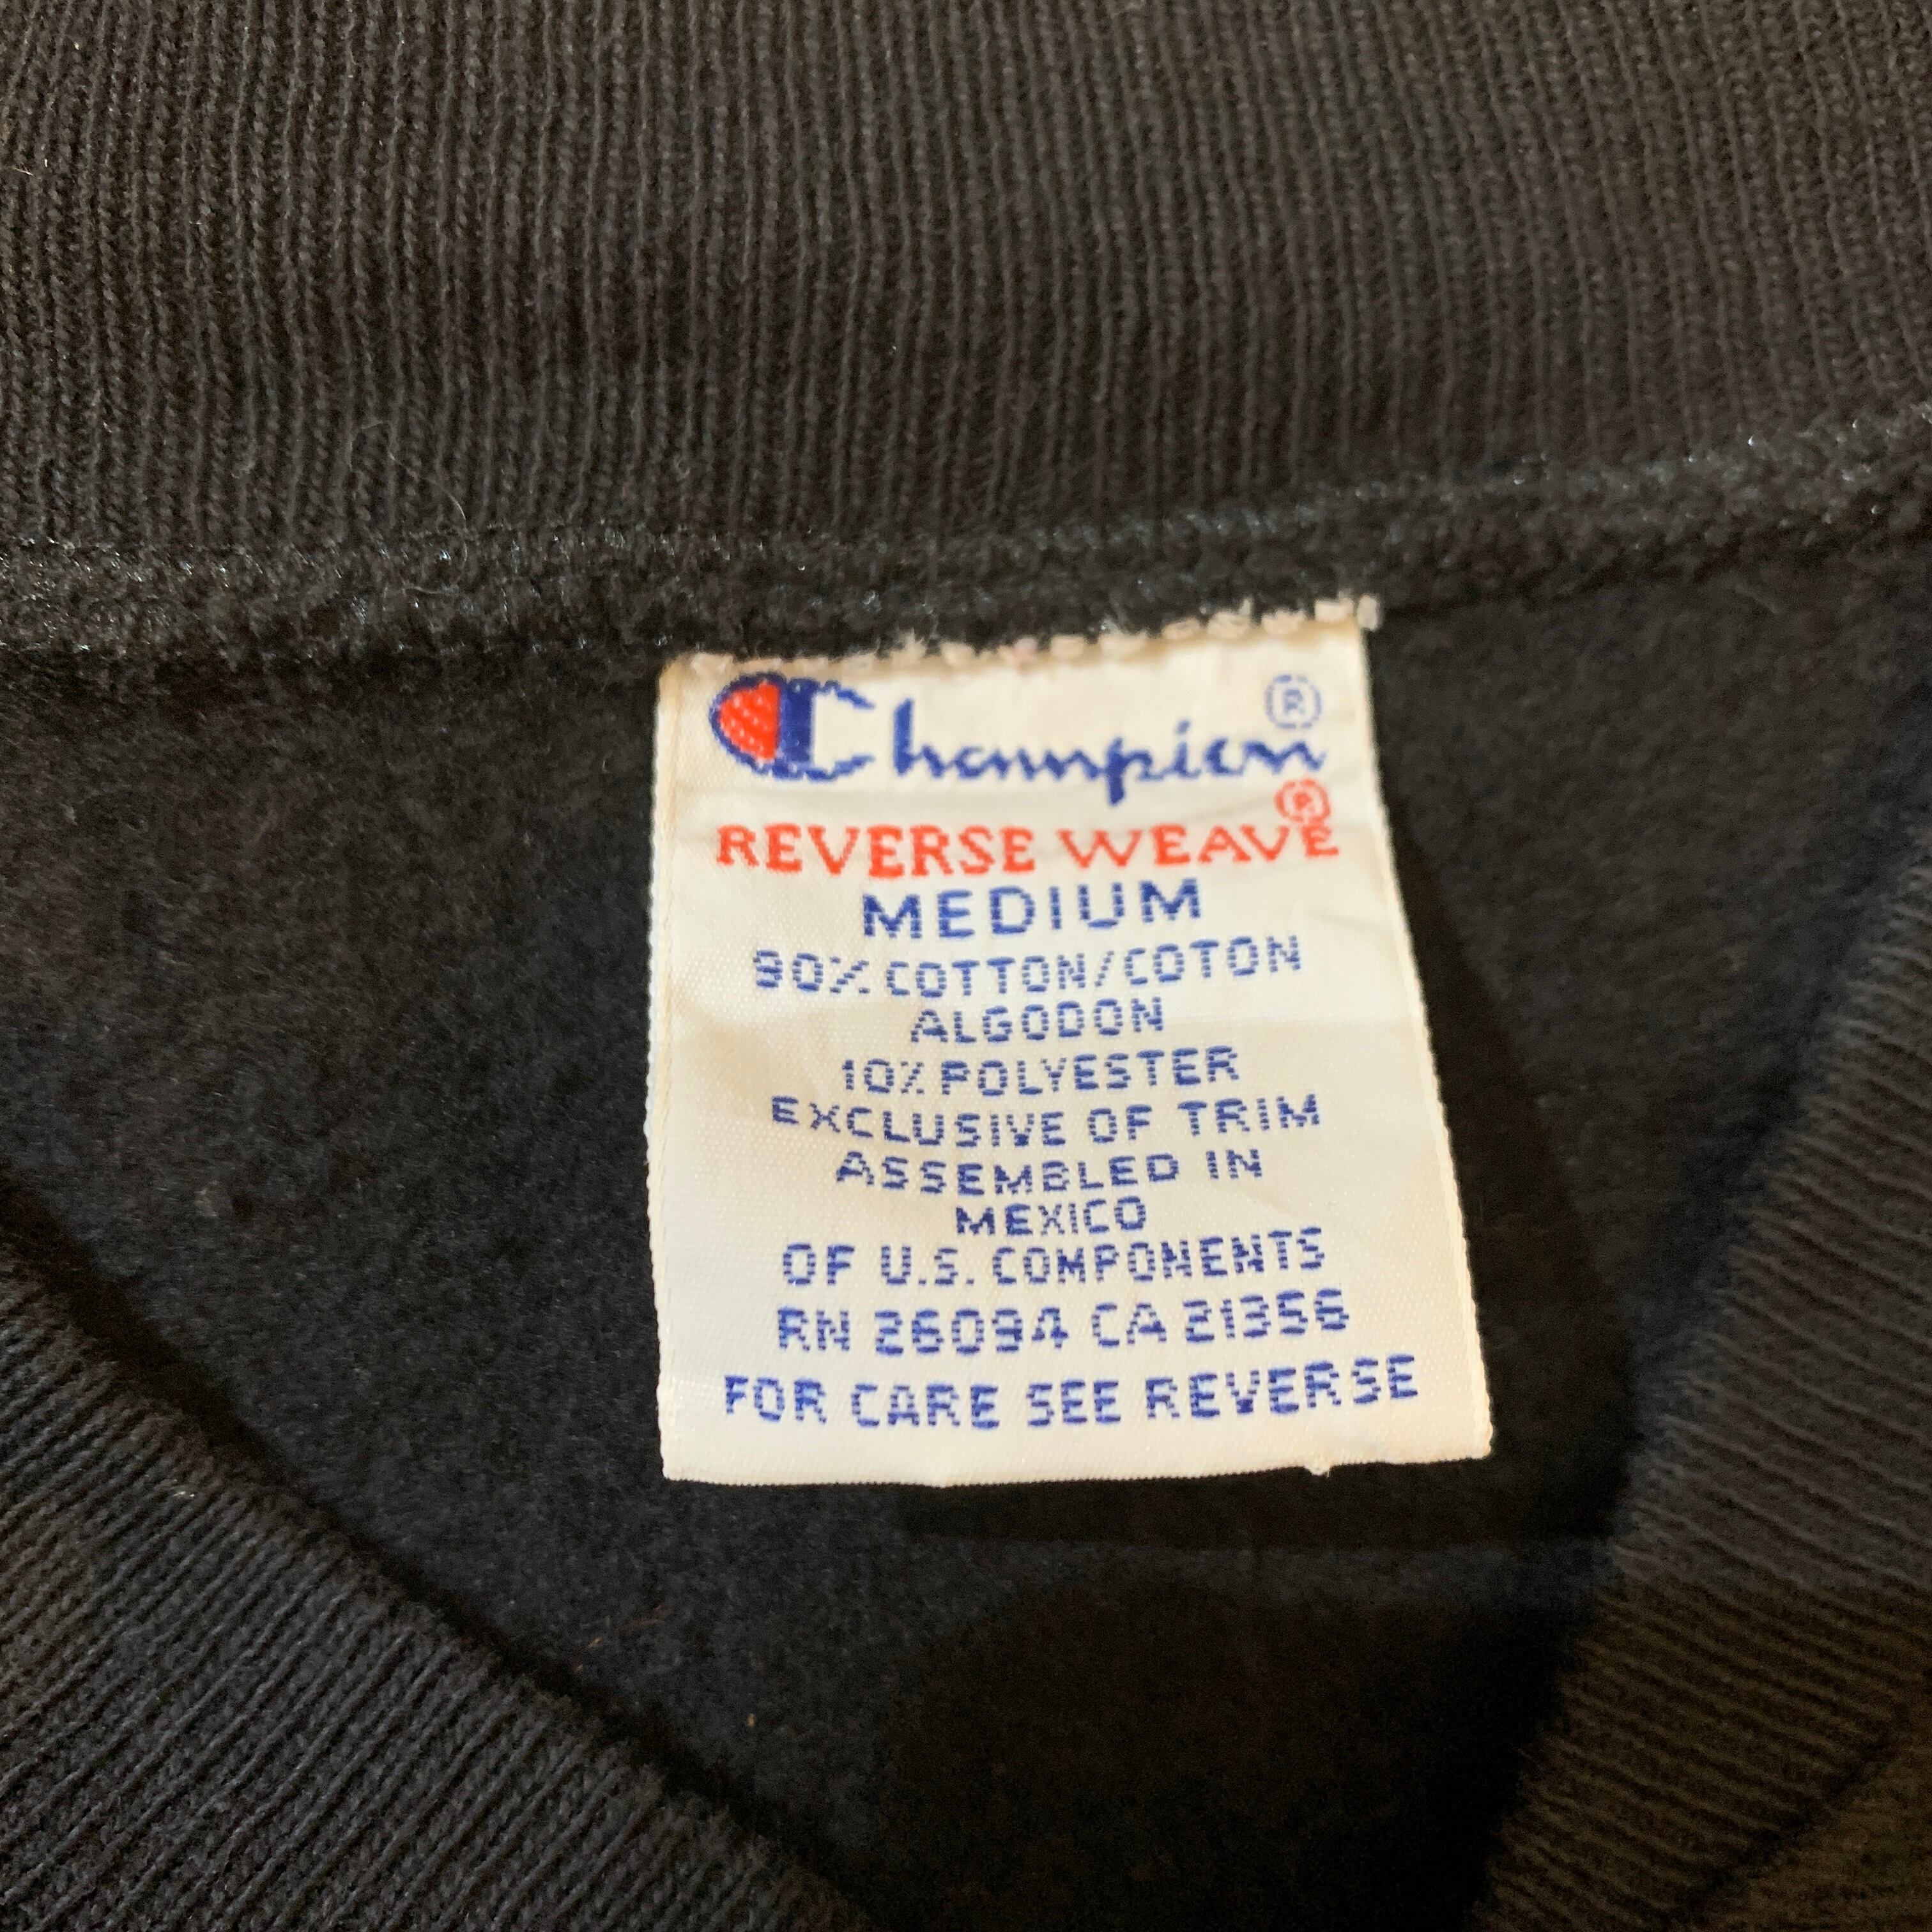 Champion®
REVERSE WEAVE®
MEDIUM
90% COTTON/COTON
ALGODON
10% POLYESTER
EXCLUSIVE OF TRIM
ASSEMBLED IN
MEXICO
OF U.S. COMPONENTS
RN 26094 CA 21356
FOR CARE SEE REVERSE